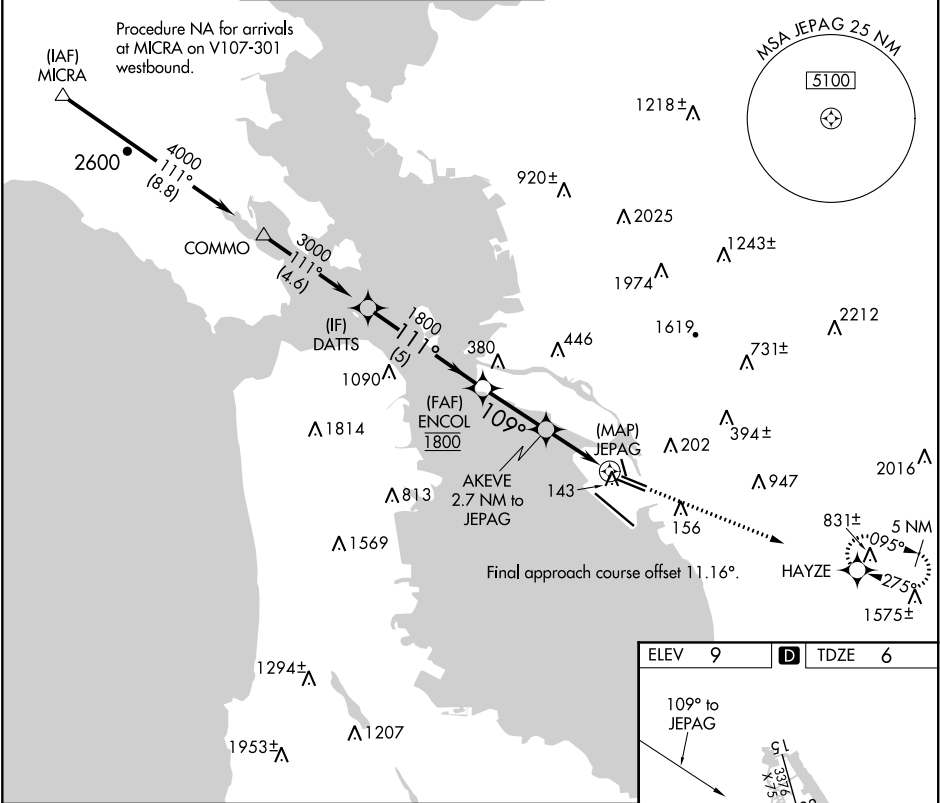 Procedure NA for arrivals
at MICRA on V107-301
westbound.
(IAF)
MICRA
MSA JEPAG 25 NM
5100
2600
4000
111°
(8.8)
1218±
920±
2025
COMMO
3000
111°
(4.6)
1243±
1974
(IF)
DATTS
1800
111°
(5)
2212
1619
380
446
731±
1090
(FAF)
ENCOL
1800
109°
1814
(MAP)
JEPAG
394±
202
2016
AKEVE
2.7 NM to
JEPAG
143
947
813
156
831±
5 NM
095°
1569
Final approach course offset 11.16°.
HAYZE
275°
1575±
ELEV 9
D
TDZE 6
1294±
109° to
JEPAG
1207
1953±
15
3376
X 75